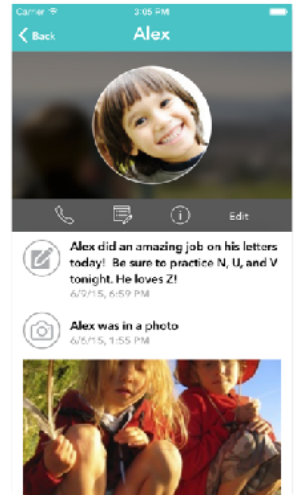 Carrier 3:05 PM
Back Alex
Edit
Alex did an amazing job on his letters
today! Be sure to practice N, U, and V
tonight. He loves Z!
6/9/15, 6:59 PM
Alex was in a photo
6/6/15, 1:55 PM